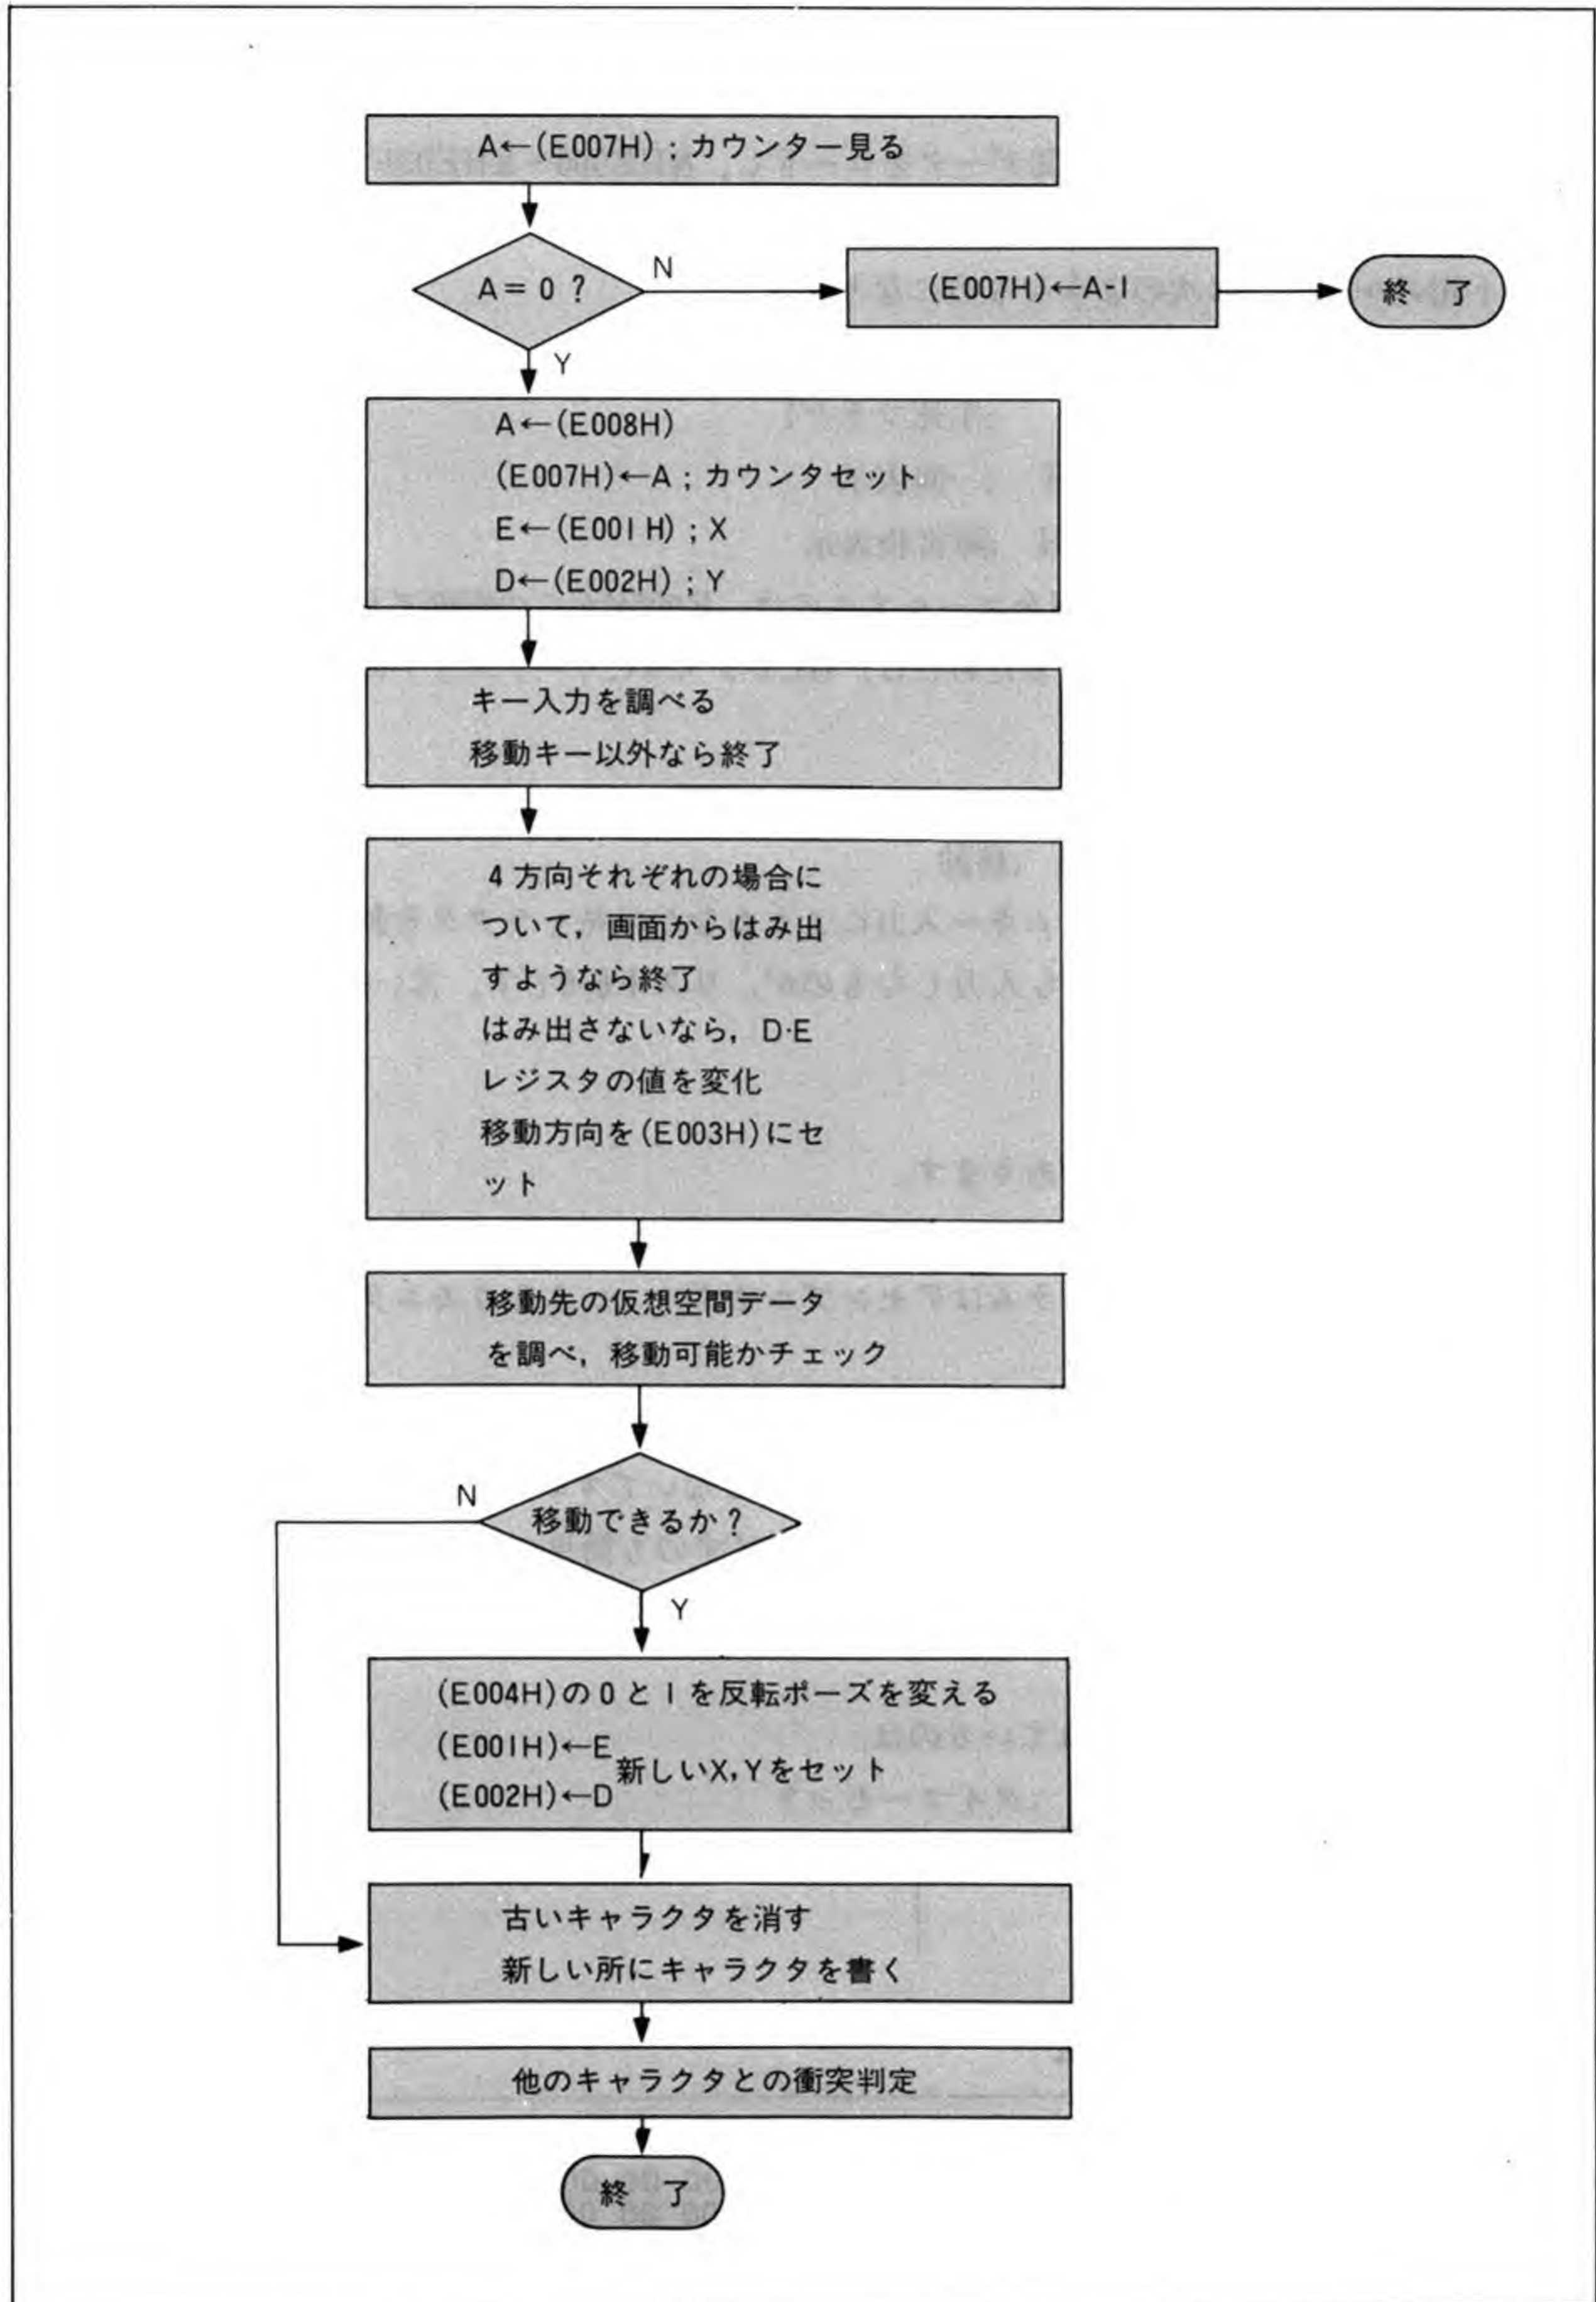 A←(E007H) ; カウンター見る
A = 0 ?
N
(E007H)←A-1
終 了
Y
A←(E008H)
(E007H)←A ; カウンタセット
E←(E001H) ; X
D←(E002H) ; Y
キー入力を調べる
移動キー以外なら終了
4方向それぞれの場合に
ついて，画面からはみ出
すようなら終了
はみ出さないなら，D·E
レジスタの値を変化
移動方向を(E003H)にセ
ット
移動先の仮想空間データ
を調べ，移動可能かチェック
N
移動できるか？
Y
(E004H)の0と1を反転ポーズを変える
(E001H)←E
新しいX,Yをセット
(E002H)←D
古いキャラクタを消す
新しい所にキャラクタを書く
他のキャラクタとの衝突判定
終 了